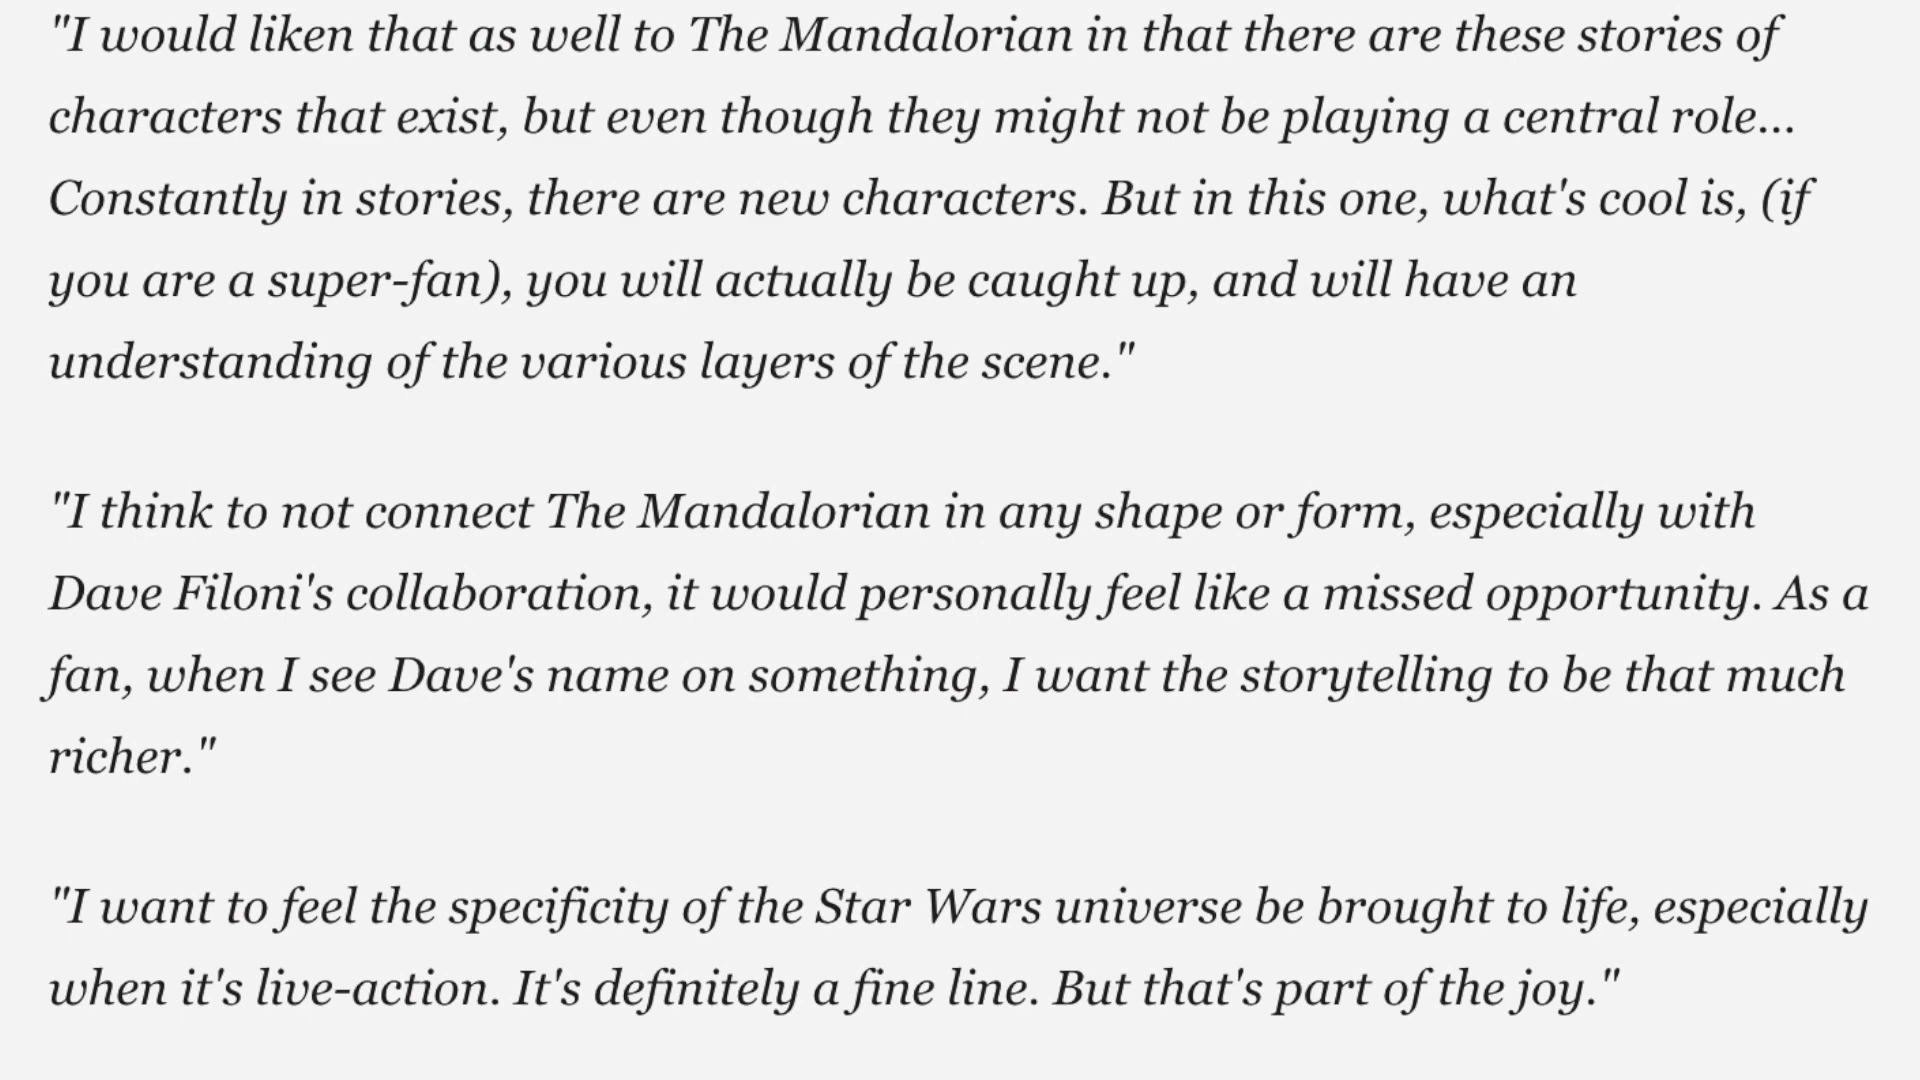 "I would liken that as well to The Mandalorian in that there are these stories of
characters that exist, but even though they might not be playing a central role...
Constantly in stories, there are new characters. But in this one, what's cool is, (if
you are a super-fan), you will actually be caught up, and will have an
understanding of the various layers of the scene."
"I think to not connect The Mandalorian in any shape or form, especially with
Dave Filoni's collaboration, it would personally feel like a missed opportunity. As a
fan, when I see Dave's name on something, I want the storytelling to be that much
richer."
"I want to feel the specificity of the Star Wars universe be brought to life, especially
when it's live-action. It's definitely a fine line. But that's part of the joy."